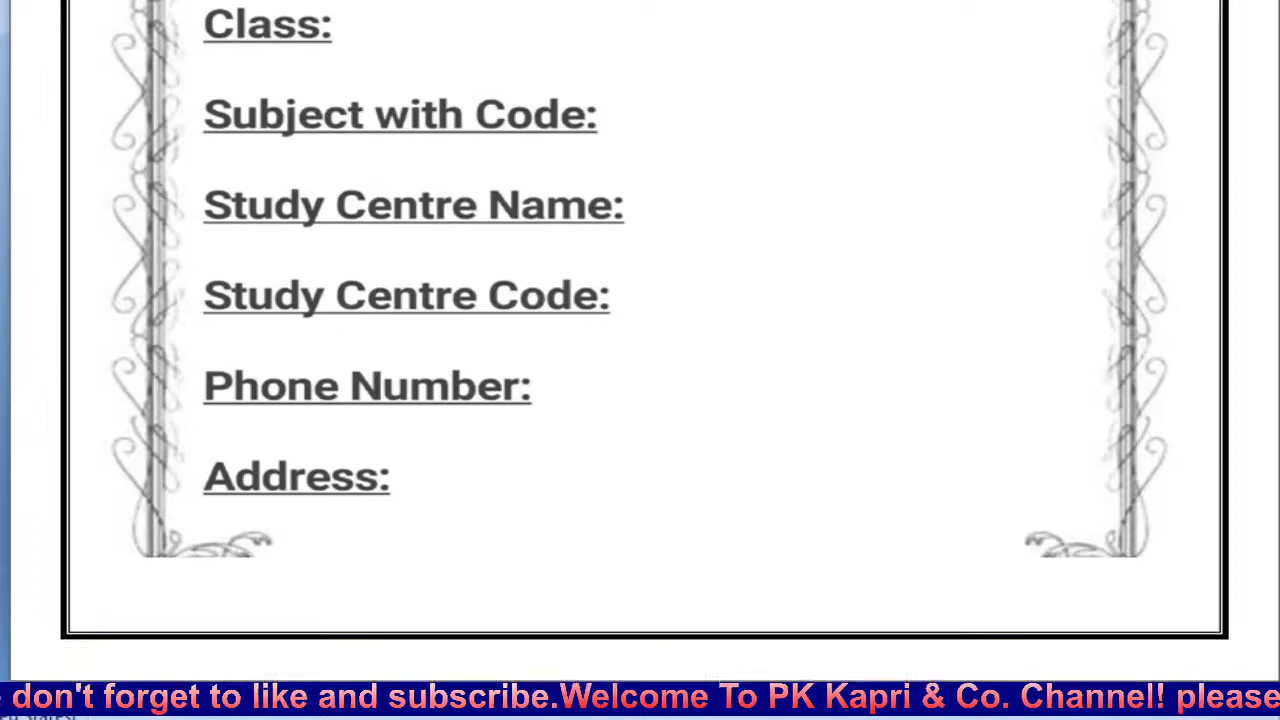 Class:
Subject with Code:
Study Centre Name:
Study Centre Code:
Phone Number:
Address:
don't forget to like and subscribe.Welcome To PK Kapri & Co. Channel! please